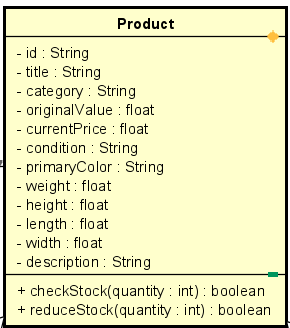 Product
- id : String
- title : String
- category : String
- originalValue : float
- currentPrice : float
- condition : String
- primaryColor : String
- weight : float
- height : float
- length : float
- width : float
- description : String
+ checkStock(quantity : int) : boolean
+ reduceStock(quantity : int) : boolean